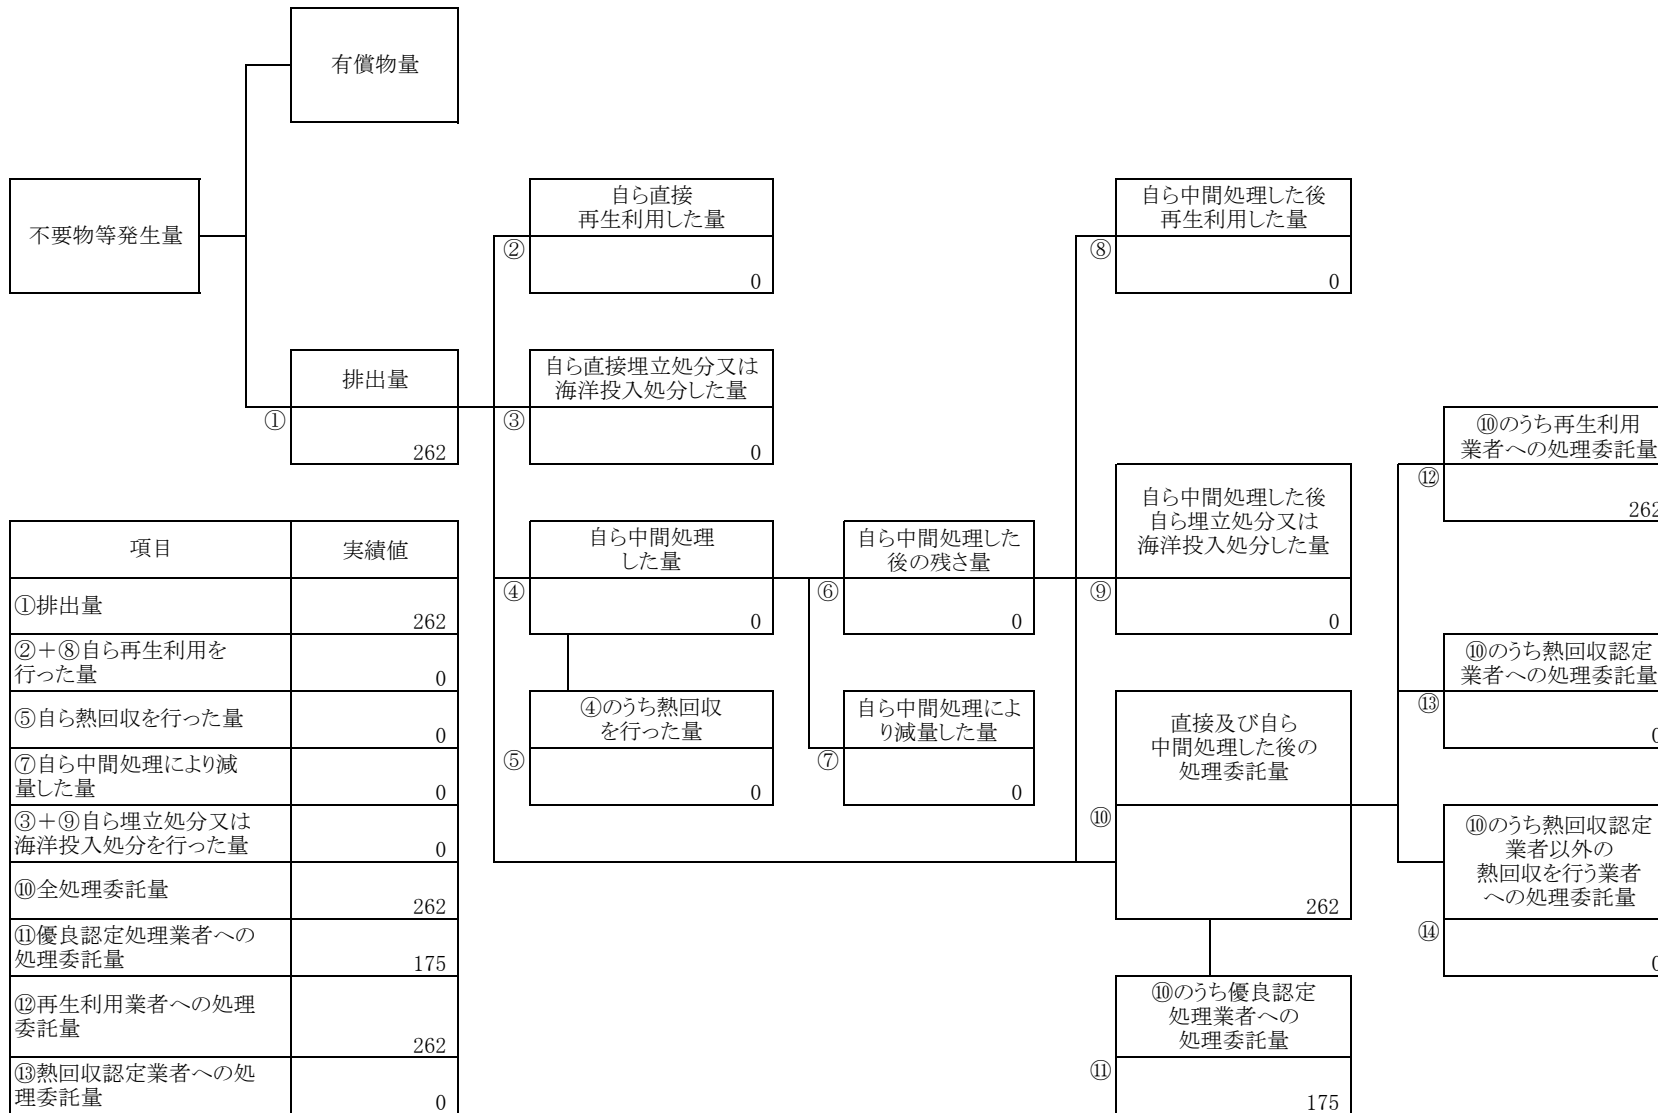 有償物量
不要物等発生量
排出量
①
262
自ら直接
再生利用した量
②
0
自ら直接埋立処分又は
海洋投入処分した量
③
0
自ら中間処理
した量
④
0
④のうち熱回収
を行った量
⑤
0
自ら中間処理した
後の残さ量
⑥
0
自ら中間処理によ
り減量した量
⑦
0
自ら中間処理した後
再生利用した量
⑧
0
自ら中間処理した後
自ら埋立処分又は
海洋投入処分した量
⑨
0
直接及び自ら
中間処理した後の
処理委託量
⑩
262
⑩のうち優良認定
処理業者への
処理委託量
⑪
175
⑩のうち再生利用
業者への処理委託量
⑫
262
⑩のうち熱回収認定
業者への処理委託量
⑬
0
⑩のうち熱回収認定
業者以外の
熱回収を行う業者
への処理委託量
⑭
0
項目 実績値
①排出量 262
②＋⑧自ら再生利用を
行った量 0
⑤自ら熱回収を行った量 0
⑦自ら中間処理により減
量した量 0
③＋⑨自ら埋立処分又は
海洋投入処分を行った量 0
⑩全処理委託量 262
⑪優良認定処理業者への
処理委託量 175
⑫再生利用業者への処理
委託量 262
⑬熱回収認定業者への処
理委託量 0